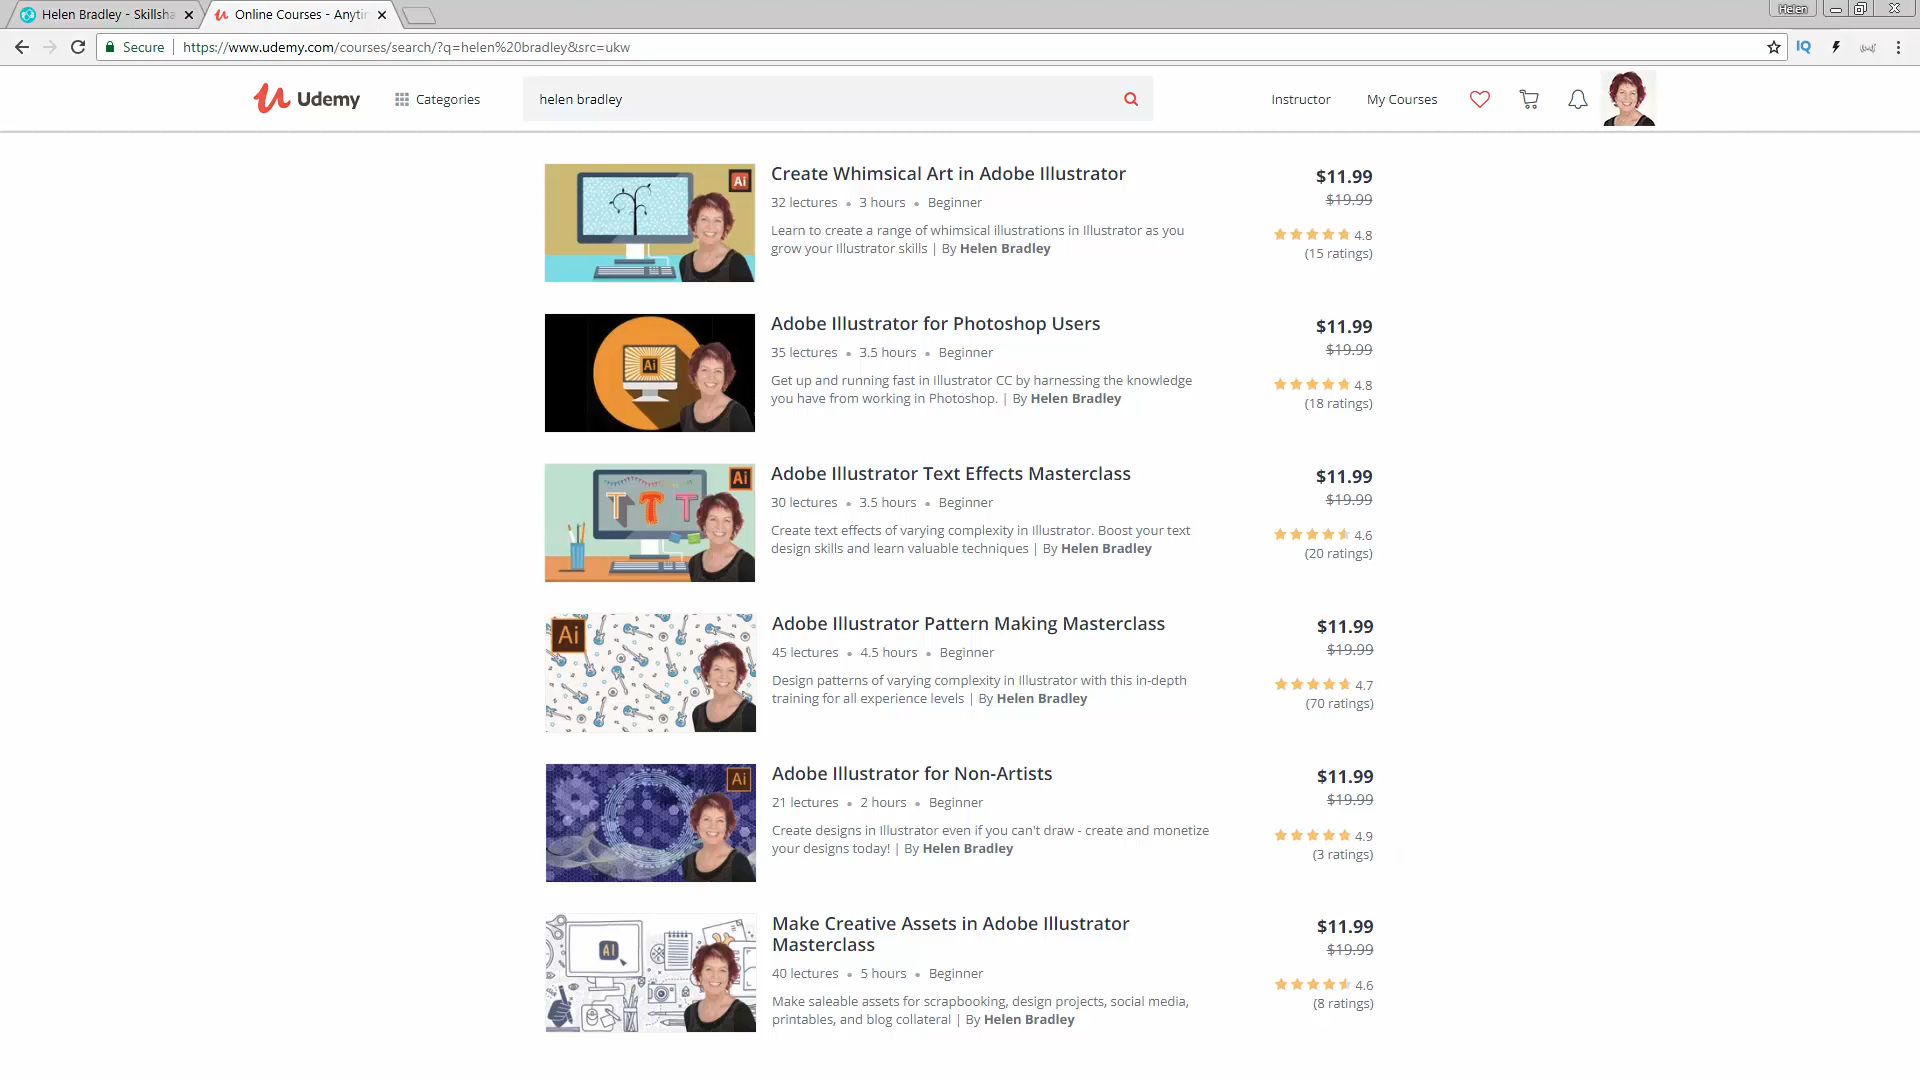 Helen Bradley - Skillsha
Online Courses - Anytin
Helen
Secure
https://www.udemy.com/courses/search/?q=helen%20bradley&src=ukw
IQ
Udemy
Categories
helen bradley
Instructor
My Courses
Ai
Create Whimsical Art in Adobe Illustrator
$11.99
32 lectures • 3 hours • Beginner
$19.99
Learn to create a range of whimsical illustrations in Illustrator as you
4.8
grow your Illustrator skills | By Helen Bradley
(15 ratings)
Ai
Adobe Illustrator for Photoshop Users
$11.99
35 lectures • 3.5 hours • Beginner
$19.99
Get up and running fast in Illustrator CC by harnessing the knowledge
4.8
you have from working in Photoshop. | By Helen Bradley
(18 ratings)
Ai
T T T
Adobe Illustrator Text Effects Masterclass
$11.99
30 lectures • 3.5 hours • Beginner
$19.99
Create text effects of varying complexity in Illustrator. Boost your text
4.6
design skills and learn valuable techniques | By Helen Bradley
(20 ratings)
Ai
Adobe Illustrator Pattern Making Masterclass
$11.99
45 lectures • 4.5 hours • Beginner
$19.99
Design patterns of varying complexity in Illustrator with this in-depth
4.7
training for all experience levels | By Helen Bradley
(70 ratings)
Ai
Adobe Illustrator for Non-Artists
$11.99
21 lectures • 2 hours • Beginner
$19.99
Create designs in Illustrator even if you can't draw - create and monetize
4.9
your designs today! | By Helen Bradley
(3 ratings)
AI
Make Creative Assets in Adobe Illustrator
Masterclass
$11.99
$19.99
40 lectures • 5 hours • Beginner
4.6
Make saleable assets for scrapbooking, design projects, social media,
(8 ratings)
printables, and blog collateral | By Helen Bradley